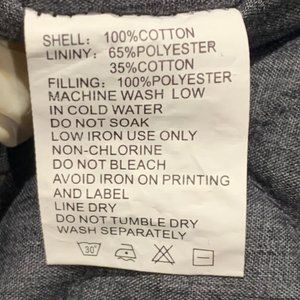 SHELL: 100%COTTON
LININY: 65%POLYESTER
35%COTTON
FILLING: 100%POLYESTER
MACHINE WASH LOW
IN COLD WATER
DO NOT SOAK
LOW IRON USE ONLY
NON-CHLORINE
DO NOT BLEACH
AVOID IRON ON PRINTING
AND LABEL
LINE DRY
DO NOT TUMBLE DRY
WASH SEPARATELY
30°